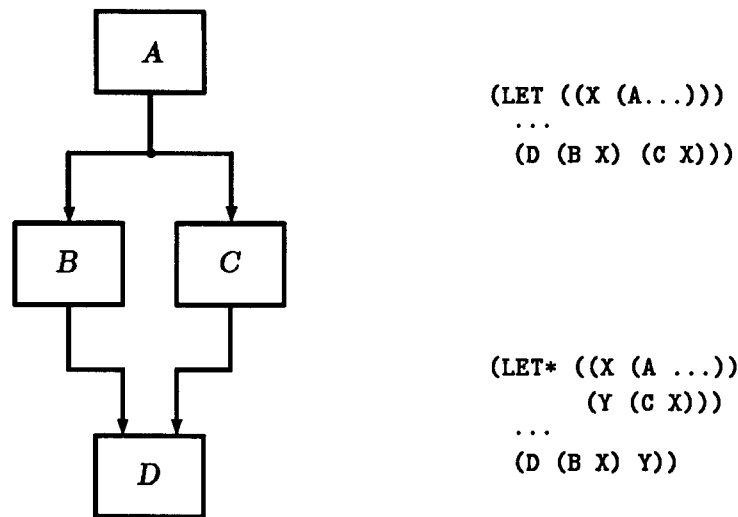 A
B
C
D
(LET ((X (A...)))
...
(D (B X) (C X)))
(LET* ((X (A ...))
(Y (C X)))
...
(D (B X) Y))